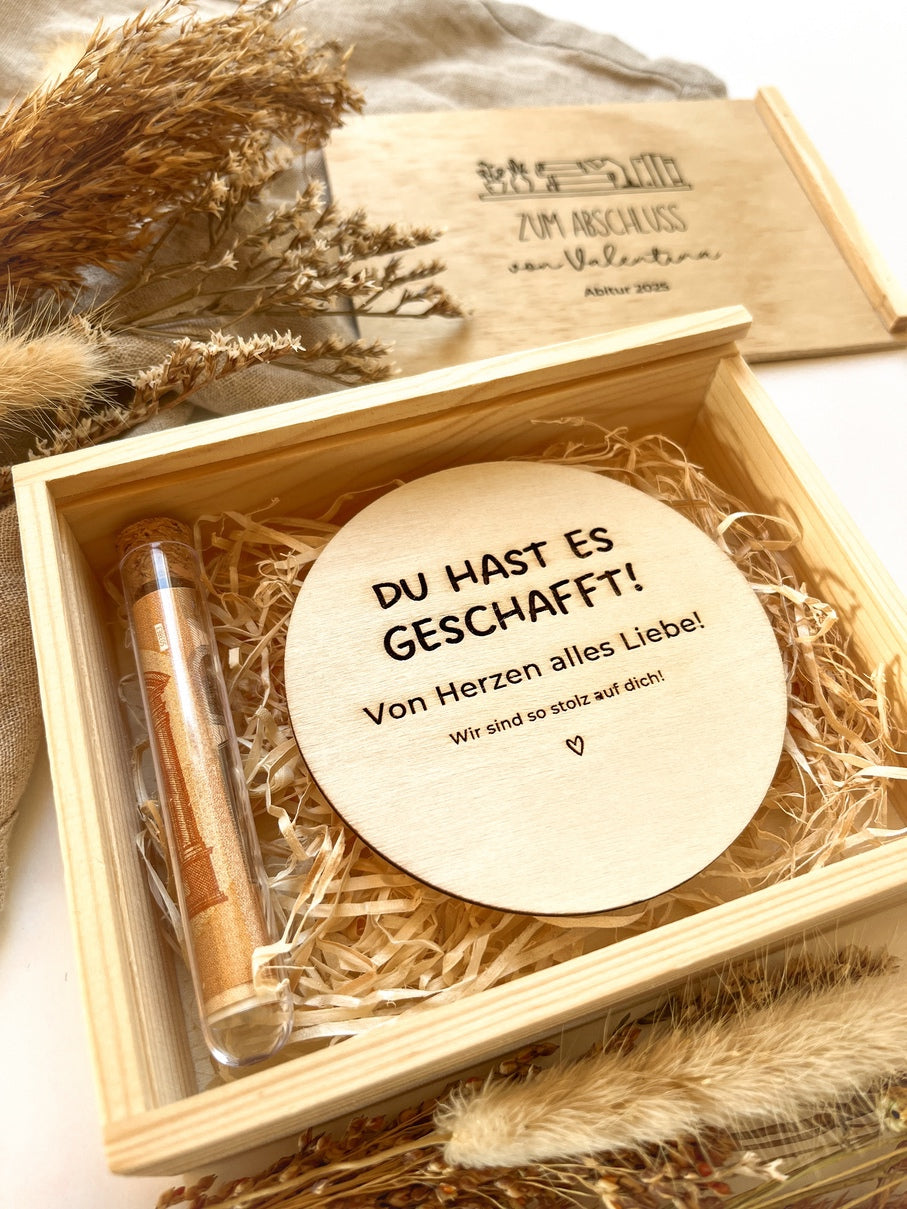 ZUM ABSCHLUSS
von Valentina
Abitur 2025
DU HAST ES
GESCHAFFT!
Von Herzen alles Liebe!
Wir sind so stolz auf dich!